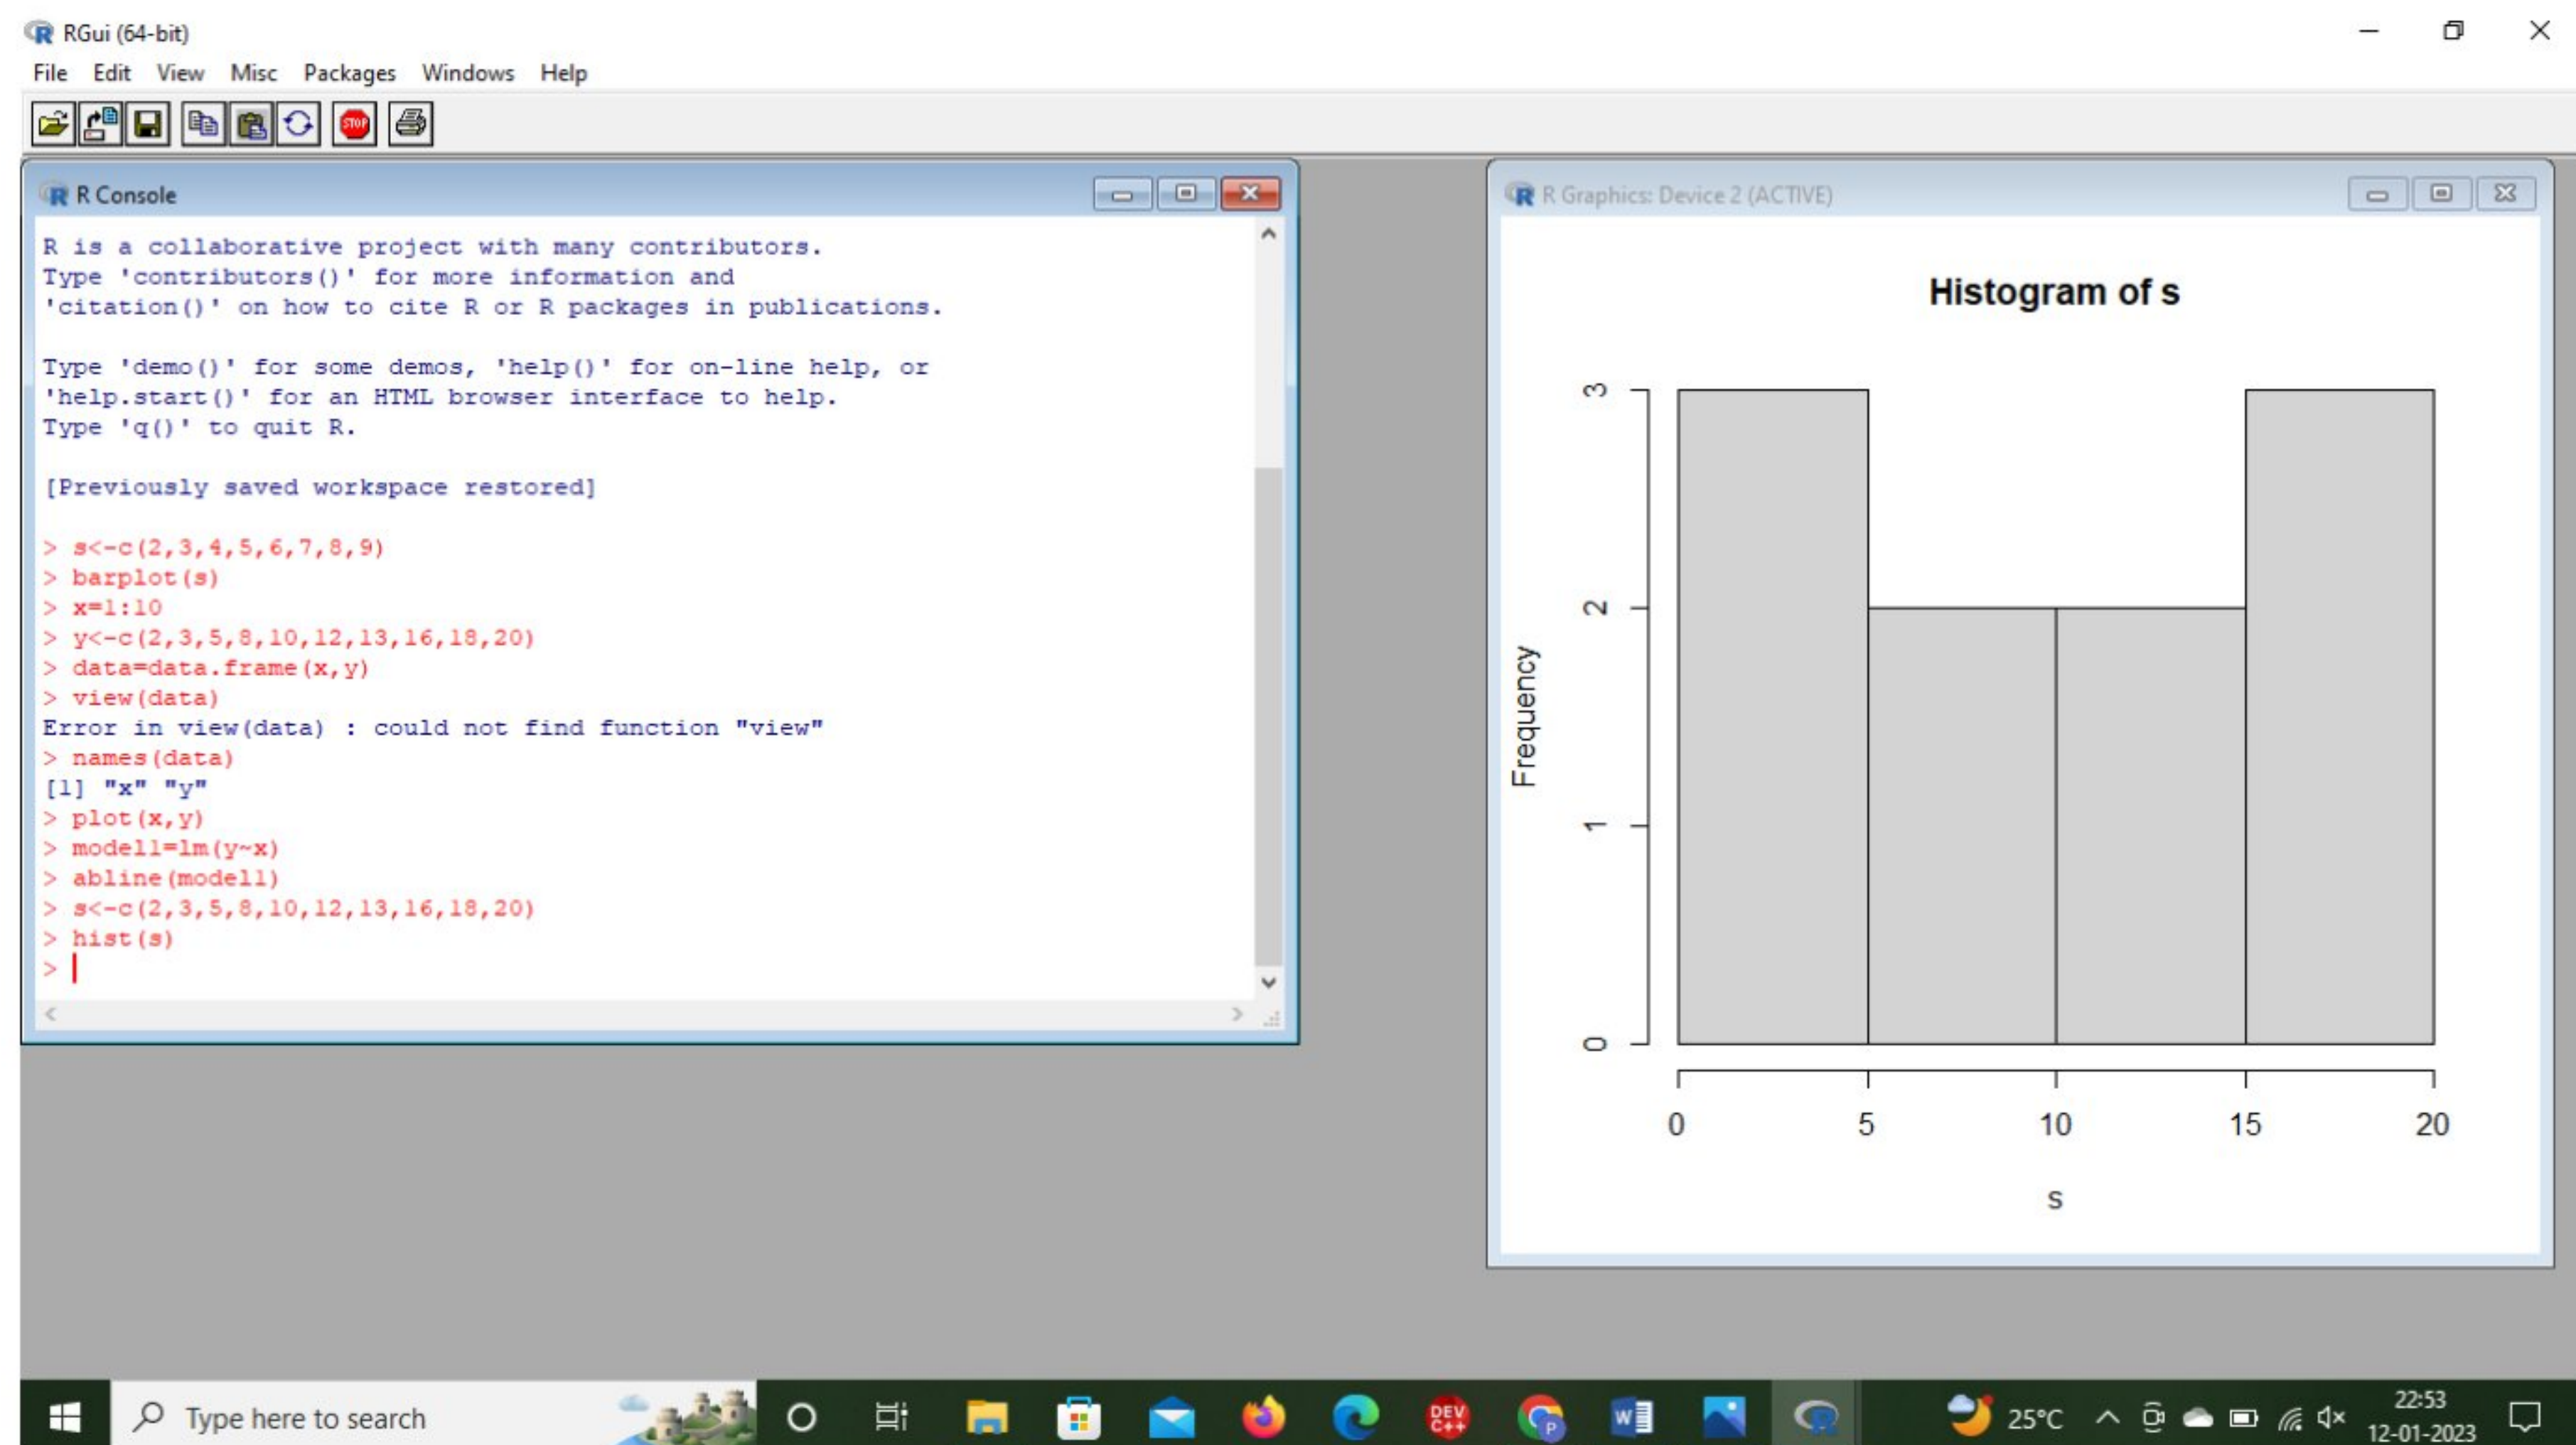 RGui (64-bit)
File Edit View Misc Packages Windows Help
STOP
R Console
R is a collaborative project with many contributors.
Type 'contributors()' for more information and
'citation()' on how to cite R or R packages in publications.
Type 'demo()' for some demos, 'help()' for on-line help, or
'help.start()' for an HTML browser interface to help.
Type 'q()' to quit R.
[Previously saved workspace restored]
> s<-c(2,3,4,5,6,7,8,9)
> barplot(s)
> x=1:10
> y<-c(2,3,5,8,10,12,13,16,18,20)
> data=data.frame(x,y)
> view(data)
Error in view(data) : could not find function "view"
> names(data)
[1] "x" "y"
> plot(x,y)
> model1=lm(y~x)
> abline(model1)
> s<-c(2,3,5,8,10,12,13,16,18,20)
> hist(s)
>
R Graphics: Device 2 (ACTIVE)
Histogram of s
Frequency
3
2
1
0
0 5 10 15 20
s
Type here to search
DEV
C++
P
W
25°C
22:53
12-01-2023